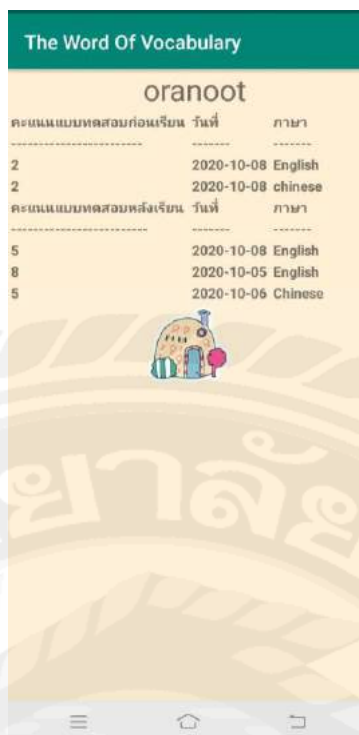 The Word Of Vocabulary
oranoot
คะแนนแบบทดสอบก่อนเรียน วันที่ ภาษา
----------------------- ------- -------
2 2020-10-08 English
2 2020-10-08 chinese
คะแนนแบบทดสอบหลังเรียน วันที่ ภาษา
------------------------ ------- -------
5 2020-10-08 English
8 2020-10-05 English
5 2020-10-06 Chinese
ยาลัย